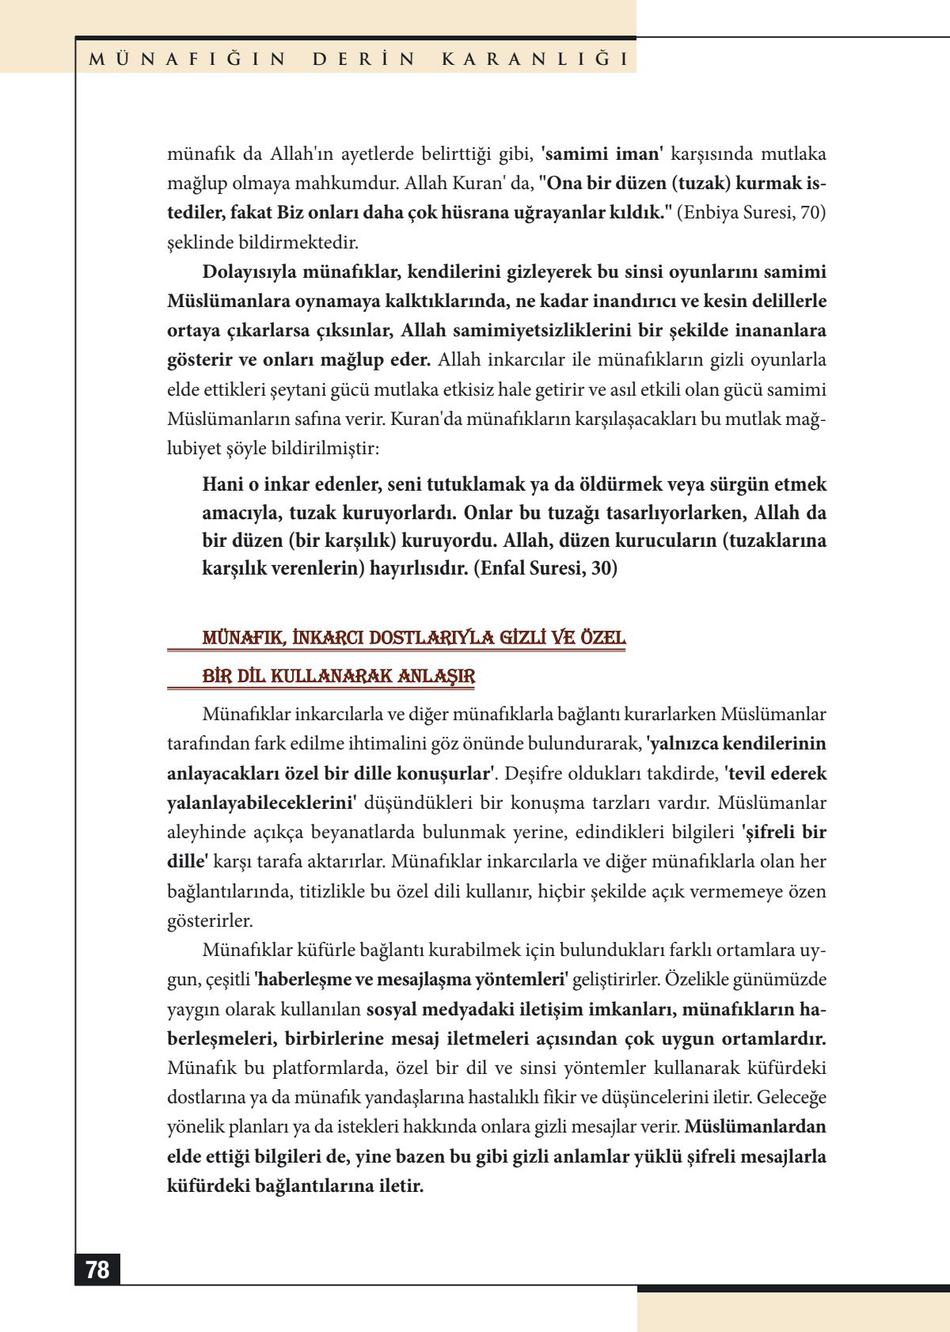 MÜNAFIĞIN DERİN KARANLIĞI
münafık da Allah'ın ayetlerde belirttiği gibi, 'samimi iman' karşısında mutlaka
mağlup olmaya mahkumdur. Allah Kuran' da, "Ona bir düzen (tuzak) kurmak is-
tediler, fakat Biz onları daha çok hüsrana uğrayanlar kıldık." (Enbiya Suresi, 70)
şeklinde bildirmektedir.
Dolayısıyla münafıklar, kendilerini gizleyerek bu sinsi oyunlarını samimi
Müslümanlara oynamaya kalktıklarında, ne kadar inandırıcı ve kesin delillerle
ortaya çıkarlarsa çıksınlar, Allah samimiyetsizliklerini bir şekilde inananlara
gösterir ve onları mağlup eder. Allah inkarcılar ile münafıkların gizli oyunlarla
elde ettikleri şeytani gücü mutlaka etkisiz hale getirir ve asıl etkili olan gücü samimi
Müslümanların safına verir. Kuran'da münafıkların karşılaşacakları bu mutlak mağ-
lubiyet şöyle bildirilmiştir:
Hani o inkar edenler, seni tutuklamak ya da öldürmek veya sürgün etmek
amacıyla, tuzak kuruyorlardı. Onlar bu tuzağı tasarlıyorlarken, Allah da
bir düzen (bir karşılık) kuruyordu. Allah, düzen kurucuların (tuzaklarına
karşılık verenlerin) hayırlısıdır. (Enfal Suresi, 30)
MÜNAFIK, İNKARCI DOSTLARIYLA GİZLİ VE ÖZEL
BİR DİL KULLANARAK ANLAŞIR
Münafıklar inkarcılarla ve diğer münafıklarla bağlantı kurarlarken Müslümanlar
tarafından fark edilme ihtimalini göz önünde bulundurarak, 'yalnızca kendilerinin
anlayacakları özel bir dille konuşurlar'. Deşifre oldukları takdirde, 'tevil ederek
yalanlayabileceklerini' düşündükleri bir konuşma tarzları vardır. Müslümanlar
aleyhinde açıkça beyanatlarda bulunmak yerine, edindikleri bilgileri 'şifreli bir
dille' karşı tarafa aktarırlar. Münafıklar inkarcılarla ve diğer münafıklarla olan her
bağlantılarında, titizlikle bu özel dili kullanır, hiçbir şekilde açık vermemeye özen
gösterirler.
Münafıklar küfürle bağlantı kurabilmek için bulundukları farklı ortamlara uy-
gun, çeşitli 'haberleşme ve mesajlaşma yöntemleri' geliştirirler. Özelikle günümüzde
yaygın olarak kullanılan sosyal medyadaki iletişim imkanları, münafıkların ha-
berleşmeleri, birbirlerine mesaj iletmeleri açısından çok uygun ortamlardır.
Münafık bu platformlarda, özel bir dil ve sinsi yöntemler kullanarak küfürdeki
dostlarına ya da münafık yandaşlarına hastalıklı fikir ve düşüncelerini iletir. Geleceğe
yönelik planları ya da istekleri hakkında onlara gizli mesajlar verir. Müslümanlardan
elde ettiği bilgileri de, yine bazen bu gibi gizli anlamlar yüklü şifreli mesajlarla
küfürdeki bağlantılarına iletir.
78